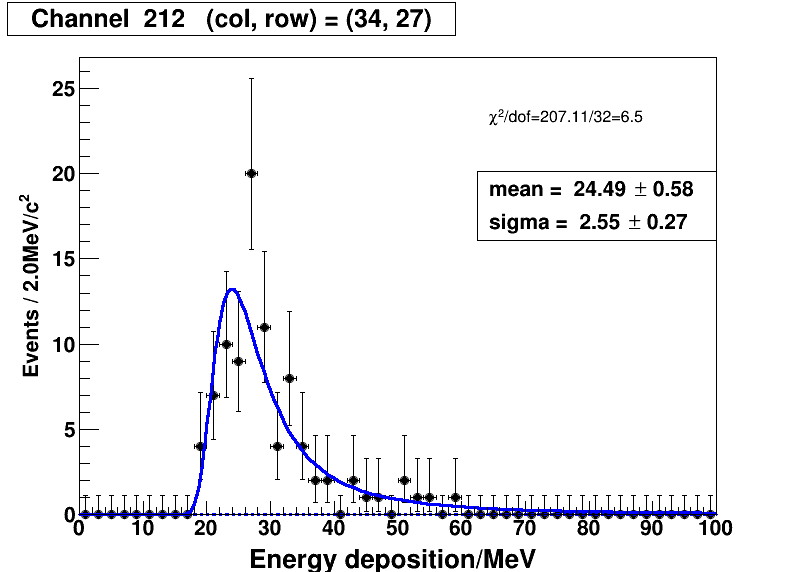 Channel  212   (col, row) = (34, 27)
χ²/dof=207.11/32=6.5
mean =  24.49 ± 0.58
sigma =  2.55 ± 0.27
Events / 2.0MeV/c²
25
20
15
10
5
0
0 10 20 30 40 50 60 70 80 90 100
Energy deposition/MeV